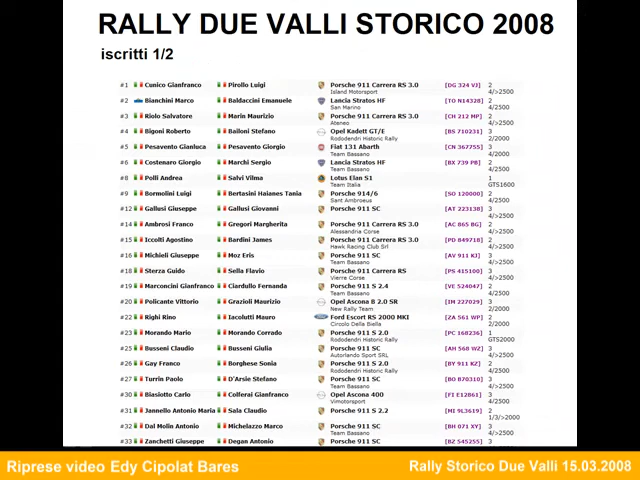 RALLY DUE VALLI STORICO 2008
iscritti 1/2
#1 Cunico Gianfranco Pirollo Luigi Porsche 911 Carrera RS 3.0 [DG 324 VJ] 2
Island Motorsport 4/>2500
#2 Bianchini Marco Baldaccini Emanuele Lancia Stratos HF [TO N14328] 2
San Marino 4/2500
#3 Riolo Salvatore Marin Maurizio Porsche 911 Carrera RS 3.0 [CH 212 MP] 2
Ateneo 4/>2500
#4 Bigoni Roberto Bailoni Stefano Opel Kadett GT/E [BS 710231] 3
Rododendri Historic Rally 2/2000
#5 Pesavento Gianluca Pesavento Giorgio Fiat 131 Abarth [CN 367755] 3
Team Bassano 4/2000
#6 Costenaro Giorgio Marchi Sergio Lancia Stratos HF [BX 739 PB] 2
Team Bassano 4/2500
#8 Polli Andrea Salvi Vilma Lotus Elan S1 1
Team Italia GTS1600
#9 Bormolini Luigi Bertasini Haianes Tania Porsche 914/6 [SO 120000] 2
Sant Ambroeus 4/2500
#12 Gallusi Giuseppe Gallusi Giovanni Porsche 911 SC [AT 223138] 3
4/>2500
#14 Ambrosi Franco Gregori Margherita Porsche 911 Carrera RS 3.0 [AC 865 BG] 2
Alessandria Corse 4/>2500
#15 Iccolti Agostino Bardini James Porsche 911 Carrera RS 3.0 [PD 849718] 2
Hawk Racing Club Srl 4/>2500
#16 Michieli Giuseppe Moz Eris Porsche 911 SC [AV 911 KJ] 3
Team Bassano 4/>2500
#18 Sterza Guido Sella Flavio Porsche 911 Carrera RS [PS 415100] 3
Vierre Corse 4/>2500
#19 Marconcini Gianfranco Ciardullo Fernanda Porsche 911 S 2.4 [VE 524047] 2
Team Bassano 4/2500
#20 Policante Vittorio Grazioli Maurizio Opel Ascona B 2.0 SR [IM 227029] 3
New Rally Team 2/2000
#22 Righi Rino Iacolutti Mauro Ford Escort RS 2000 MKI [ZA 561 WP] 2
Circolo Della Biella 2/2000
#23 Morando Mario Morando Corrado Porsche 911 S 2.0 [PC 168236] 1
Rododendri Historic Rally GTS2000
#25 Busseni Claudio Busseni Giulia Porsche 911 SC [AH 568 WZ] 3
Autorlando Sport SRL 4/>2500
#26 Gay Franco Borghese Sonia Porsche 911 S 2.0 [BY 911 KZ] 2
Rododendri Historic Rally 4/2500
#27 Turrin Paolo D'Arsie Stefano Porsche 911 SC [BO B70310] 3
Team Bassano 4/>2500
#30 Biasiotto Carlo Collerai Gianfranco Opel Ascona 400 [FI E12861] 3
Vimotorsport 4/2500
#31 Jannello Antonio Maria Sala Claudio Porsche 911 S 2.2 [MI 9L3619] 2
1/3/>2000
#32 Dal Molin Antonio Michelazzo Marco Porsche 911 SC [BH 071 XY] 3
Team Bassano 4/>2500
#33 Zanchetti Giuseppe Degan Antonio Porsche 911 SC [BZ 545255] 3
Riprese video Edy Cipolat Bares
Rally Storico Due Valli 15.03.2008